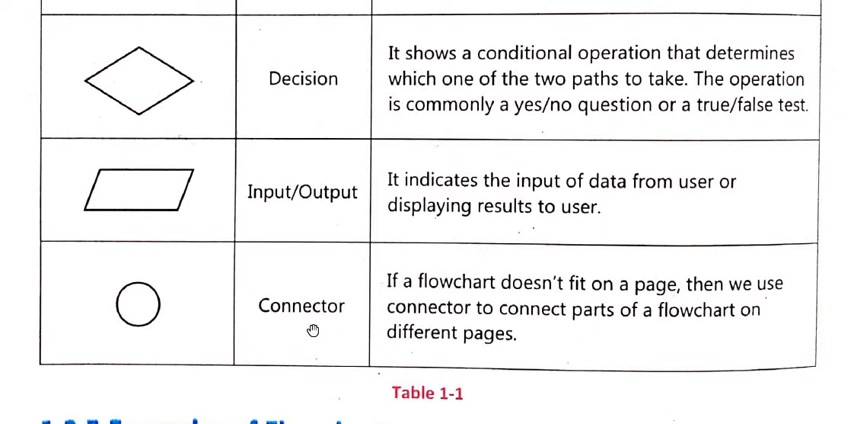 Decision
It shows a conditional operation that determines
which one of the two paths to take. The operation
is commonly a yes/no question or a true/false test.
Input/Output
It indicates the input of data from user or
displaying results to user.
Connector
If a flowchart doesn't fit on a page, then we use
connector to connect parts of a flowchart on
different pages.
Table 1-1